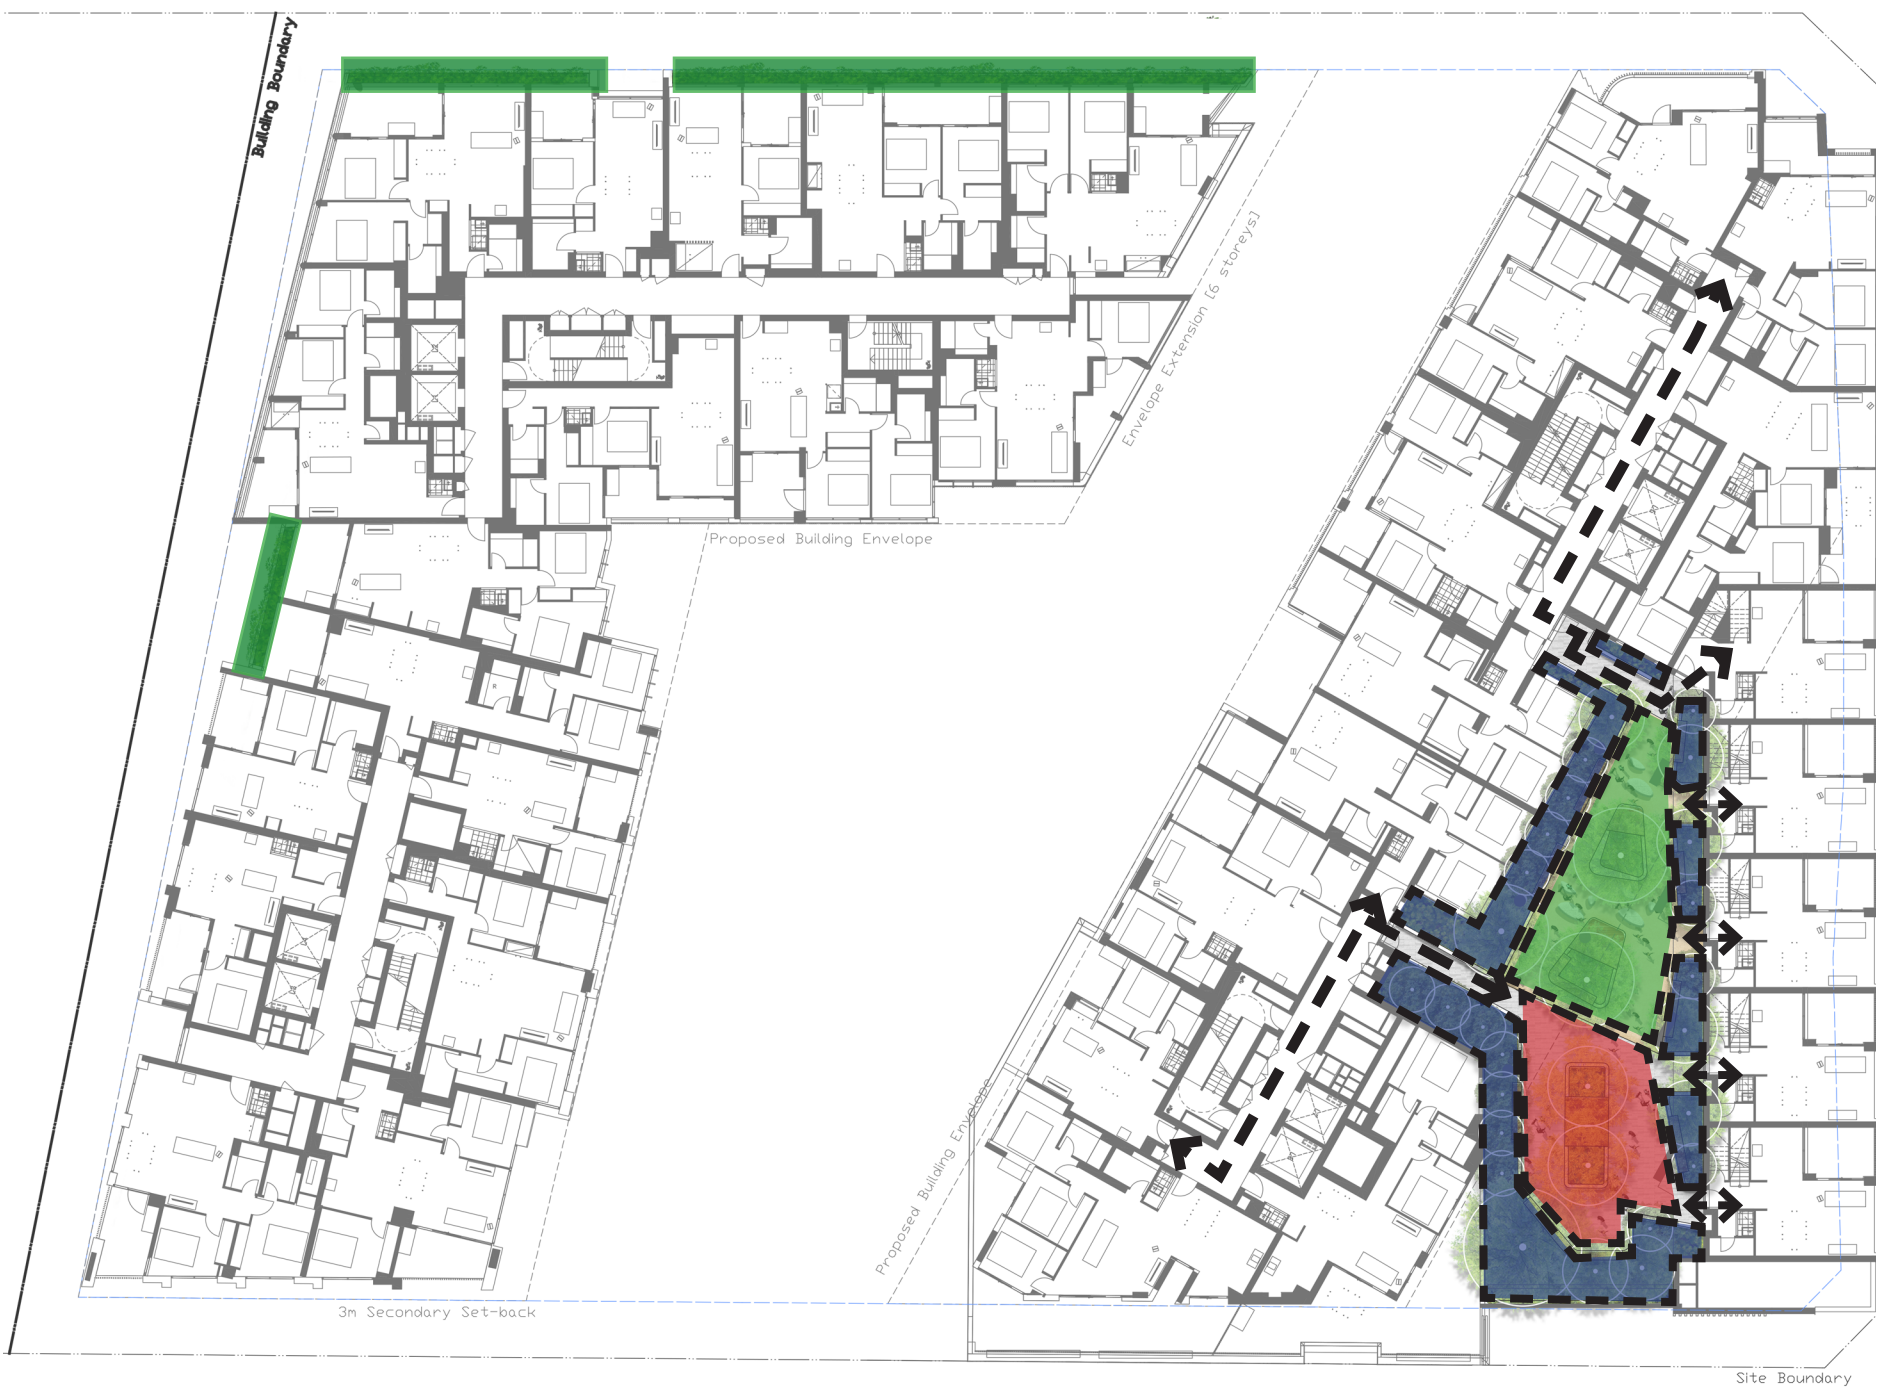 Building Boundary
Envelope Extension [6 storeys]
Proposed Building Envelope
Proposed Building Envelope
3m Secondary Set-back
Site Boundary